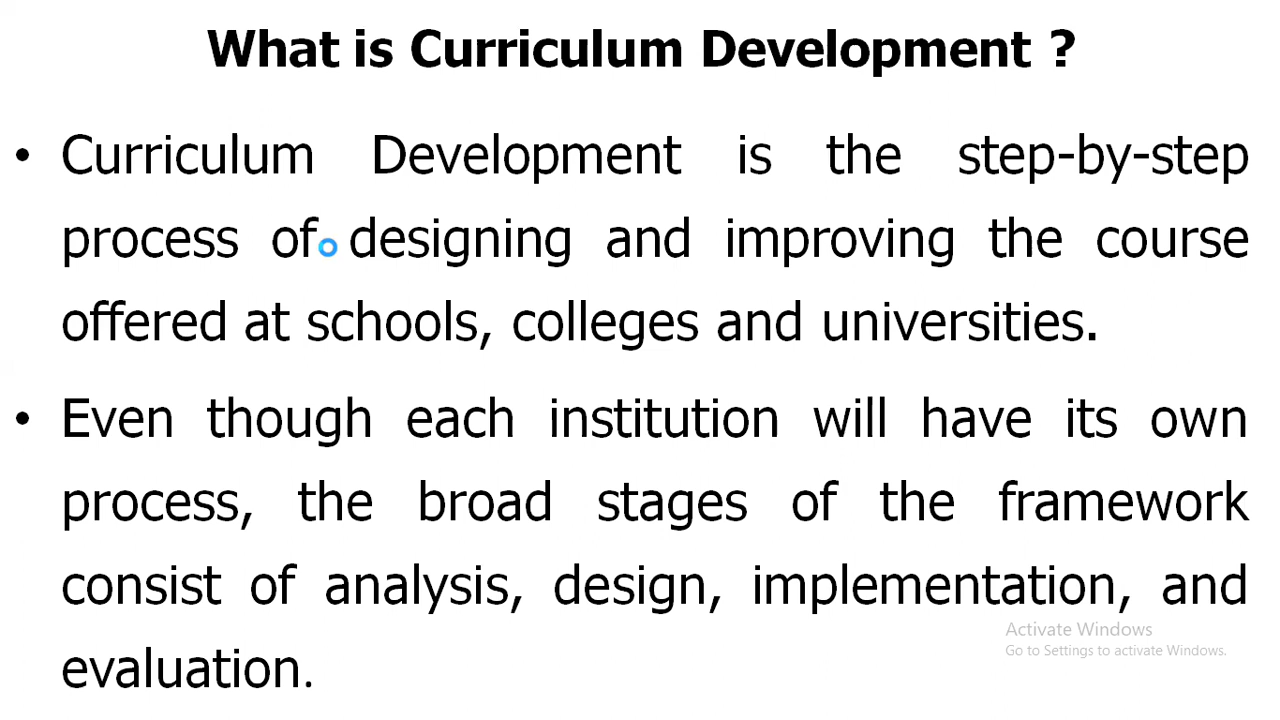 What is Curriculum Development ?
• Curriculum Development is the step-by-step
process of designing and improving the course
offered at schools, colleges and universities.
• Even though each institution will have its own
process, the broad stages of the framework
consist of analysis, design, implementation, and
evaluation.
Activate Windows
Go to Settings to activate Windows.